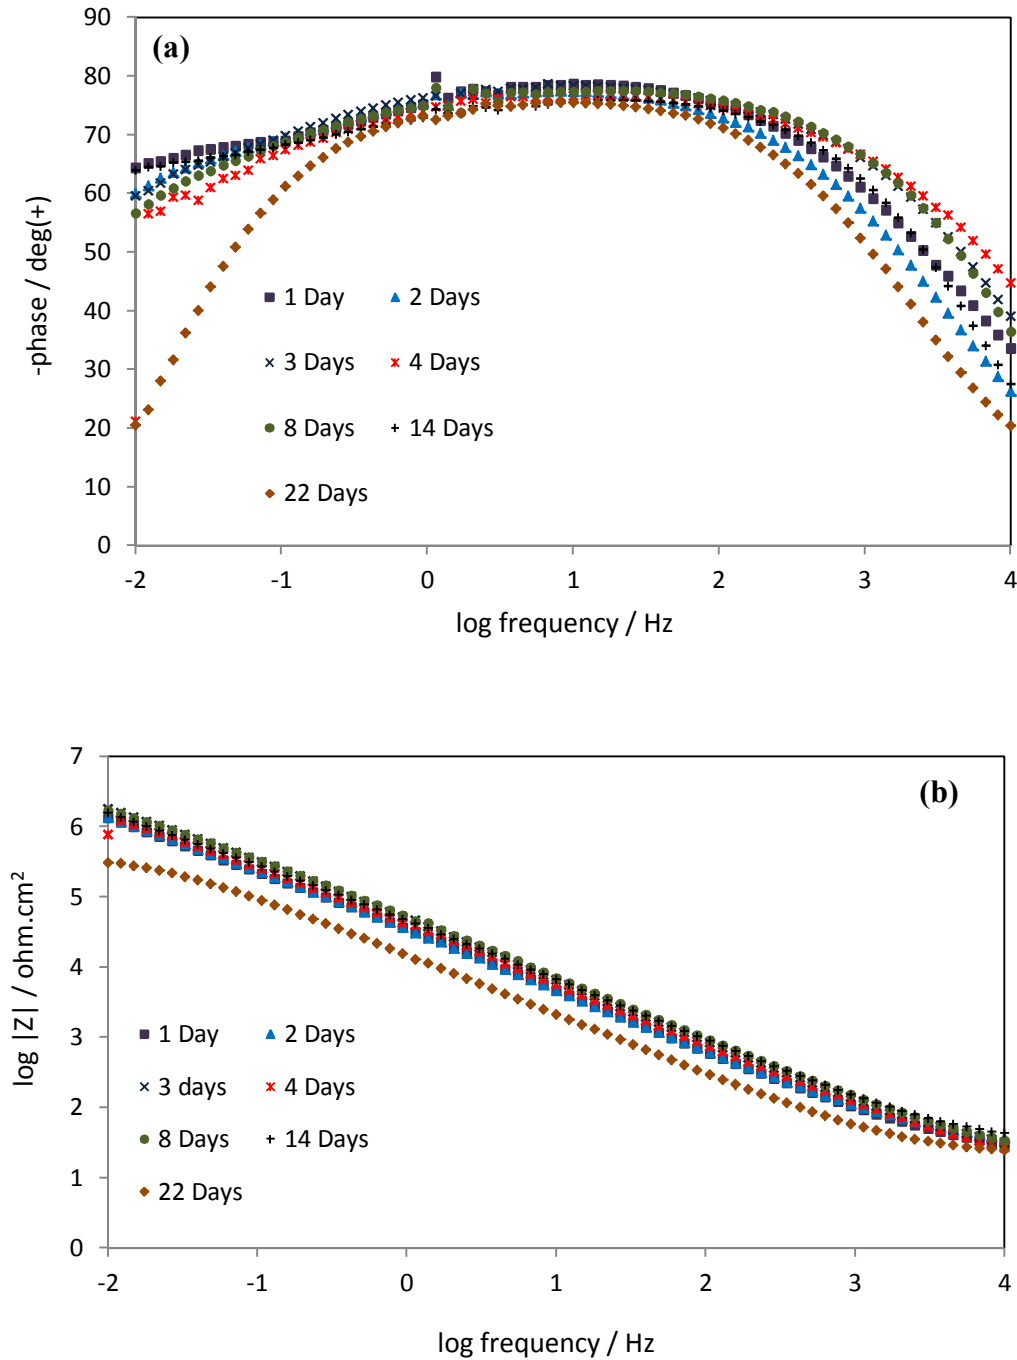 (a)
90
80
70
60
50
40
30
20
10
0
-phase / deg(+)
1 Day
2 Days
3 Days
4 Days
8 Days
14 Days
22 Days
-2 -1 0 1 2 3 4
log frequency / Hz
(b)
7
6
5
4
3
2
1
0
log |Z| / ohm.cm²
1 Day
2 Days
3 days
4 Days
8 Days
14 Days
22 Days
-2 -1 0 1 2 3 4
log frequency / Hz